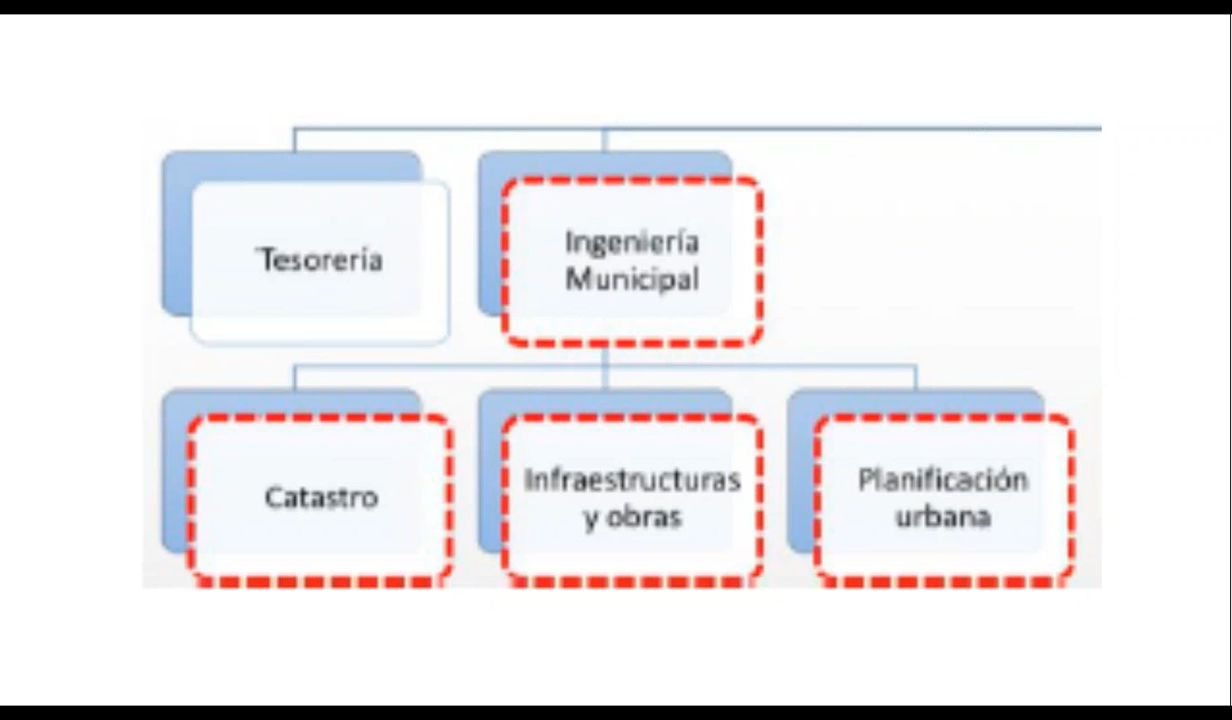 Tesorería
Ingeniería
Municipal
Catastro
Infraestructuras
y obras
Planificación
urbana